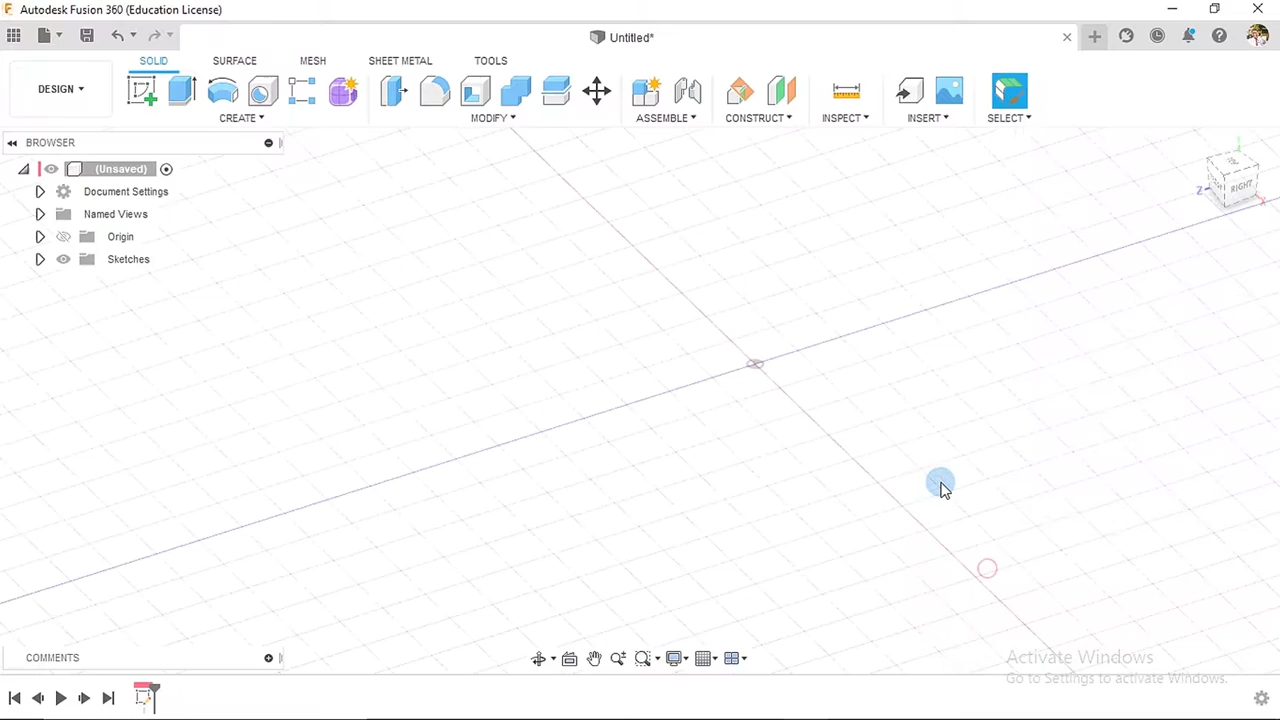 Autodesk Fusion 360 (Education License)
Untitled*
SOLID SURFACE MESH SHEET METAL TOOLS
DESIGN
CREATE MODIFY ASSEMBLE CONSTRUCT INSPECT INSERT SELECT
BROWSER
(Unsaved)
Document Settings
Named Views
Origin
Sketches
RIGHT
Z
X
COMMENTS
Activate Windows
Go to Settings to activate Windows.